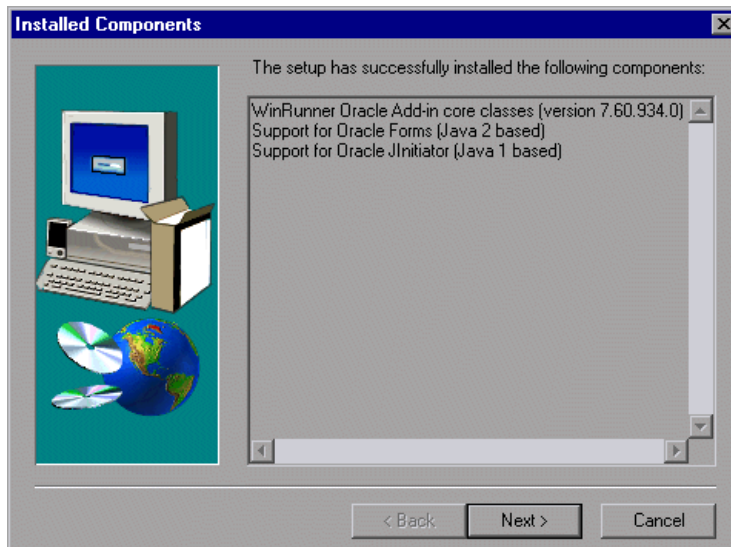 Installed Components
The setup has successfully installed the following components:
WinRunner Oracle Add-in core classes (version 7.60.934.0)
Support for Oracle Forms (Java 2 based)
Support for Oracle JInitiator (Java 1 based)
< Back
Next >
Cancel